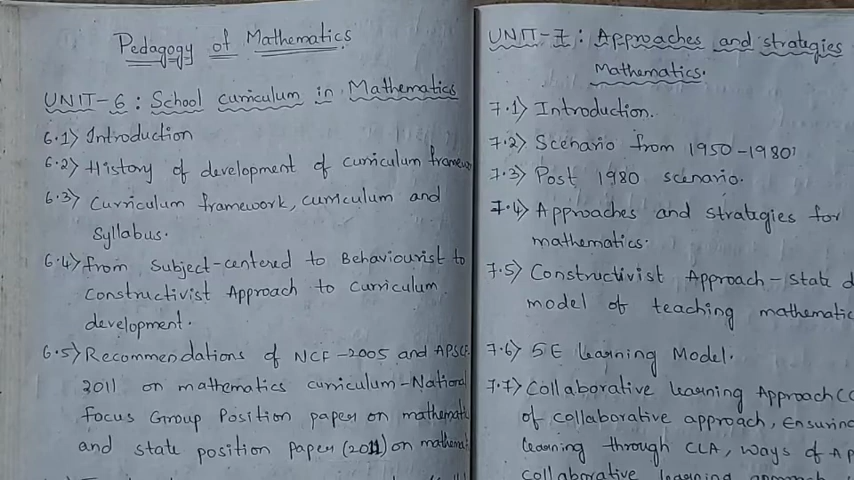 Pedagogy of Mathematics
UNIT-6: School curriculum in Mathematics
6.1) Introduction
6.2) History of development of curriculum framew
6.3) Curriculum framework, curriculum and
syllabus.
6.4) from subject-centered to Behaviourist to
Constructivist Approach to curriculum
development.
6.5) Recommendations of NCF-2005 and APSCF
2011 on mathematics curriculum-National
Focus Group Position paper on mathemati
and state position paper (2011) on mathemat
UNIT-7: Approaches and strategies
Mathematics.
7.1) Introduction.
7.2) Scenario from 1950-1980
7.3) Post 1980 scenario.
7.4) Approaches and strategies for
mathematics.
7.5) Constructivist Approach-state d
model of teaching mathematic
7.6) 5E learning Model.
7.7) Collaborative learning Approach CC
of collaborative approach, Ensuring
learning through CLA, ways of Ap
collaborative learning approach